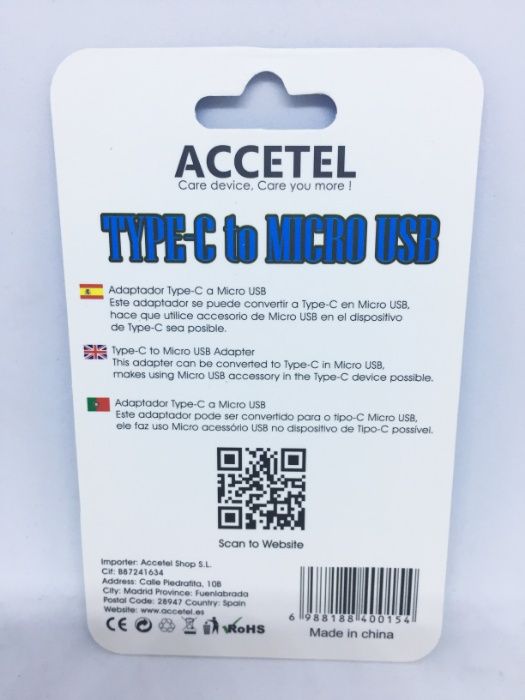 ACCETEL
Care device, Care you more !
TYPE-C to MICRO USB
Adaptador Type-C a Micro USB
Este adaptador se puede convertir a Type-C en Micro USB,
hace que utilice accesorio de Micro USB en el dispositivo
de Type-C sea posible.
Type-C to Micro USB Adapter
This adapter can be converted to Type-C in Micro USB,
makes using Micro USB accessory in the Type-C device possible.
Adaptador Type-C a Micro USB
Este adaptador pode ser convertido para o tipo-C Micro USB,
ele faz uso Micro acessório USB no dispositivo de Tipo-C possível.
Scan to Website
Importer: Accetel Shop S.L.
Cif: B87241634
Address: Calle Piedrafita, 10B
City: Madrid Province: Fuenlabrada
Postal Code: 28947 Country: Spain
Website: www.accetel.es
CE RoHS
6 988188 400154
Made in china